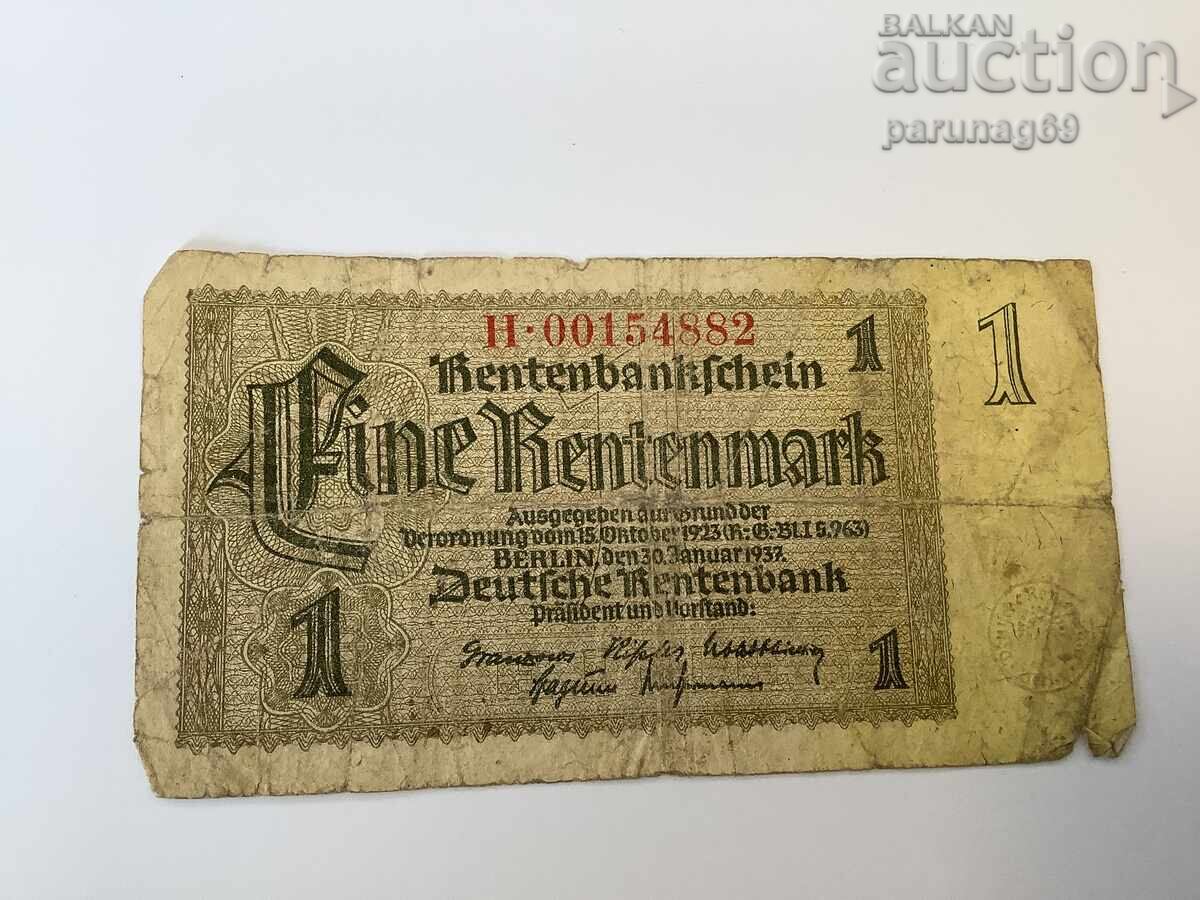 BALKAN
auction
parunag69
H·00154882
1
1
Rentenbankschein
Eine Rentenmark
Ausgegeben auf Grund der
Verordnung vom 15. Oktober 1923 (R.-G.-Bl. I S. 963)
BERLIN, den 30. Januar 1937.
Deutsche Rentenbank
Präsident und Vorstand:
1
1